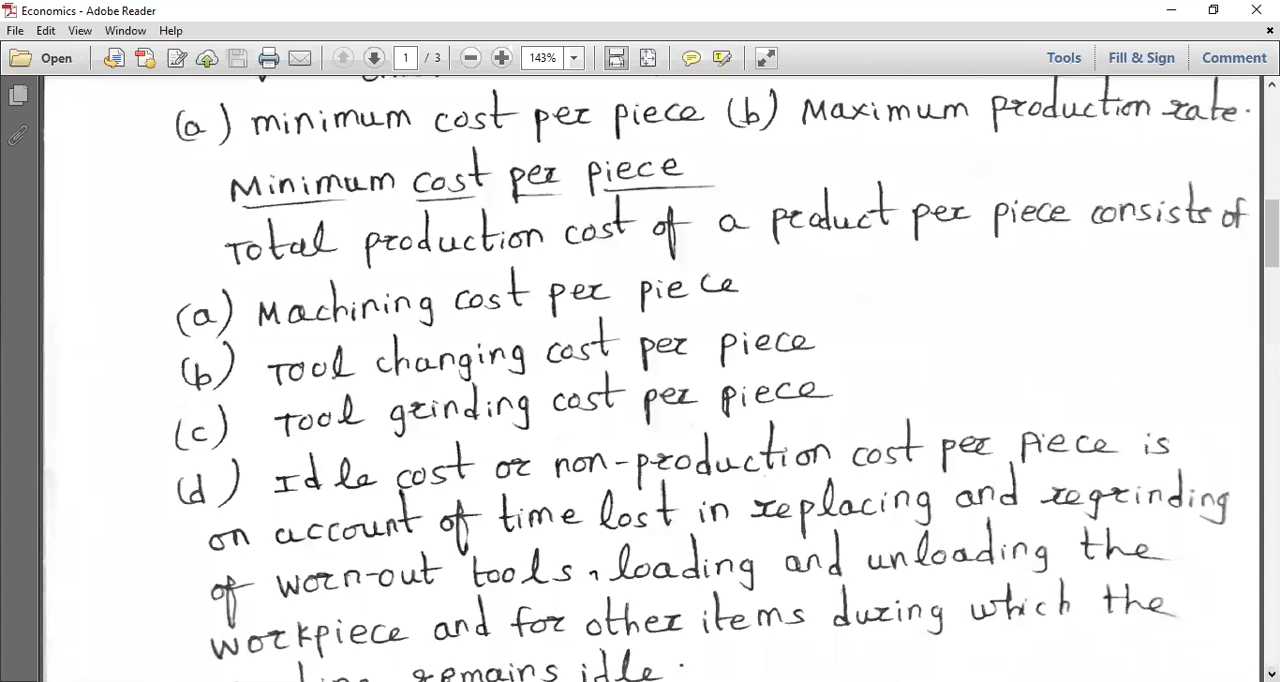 Economics - Adobe Reader
File Edit View Window Help
Open 1 / 3 143% Tools Fill & Sign Comment
(a) minimum cost per piece (b) Maximum production rate.
Minimum cost per piece
Total production cost of a product per piece consists of
(a) Machining cost per piece
(b) Tool changing cost per piece
(c) Tool grinding cost per piece
(d) Idle cost or non-production cost per piece is
on account of time lost in replacing and regrinding
of worn-out tools, loading and unloading the
workpiece and for other items during which the
remains idle.